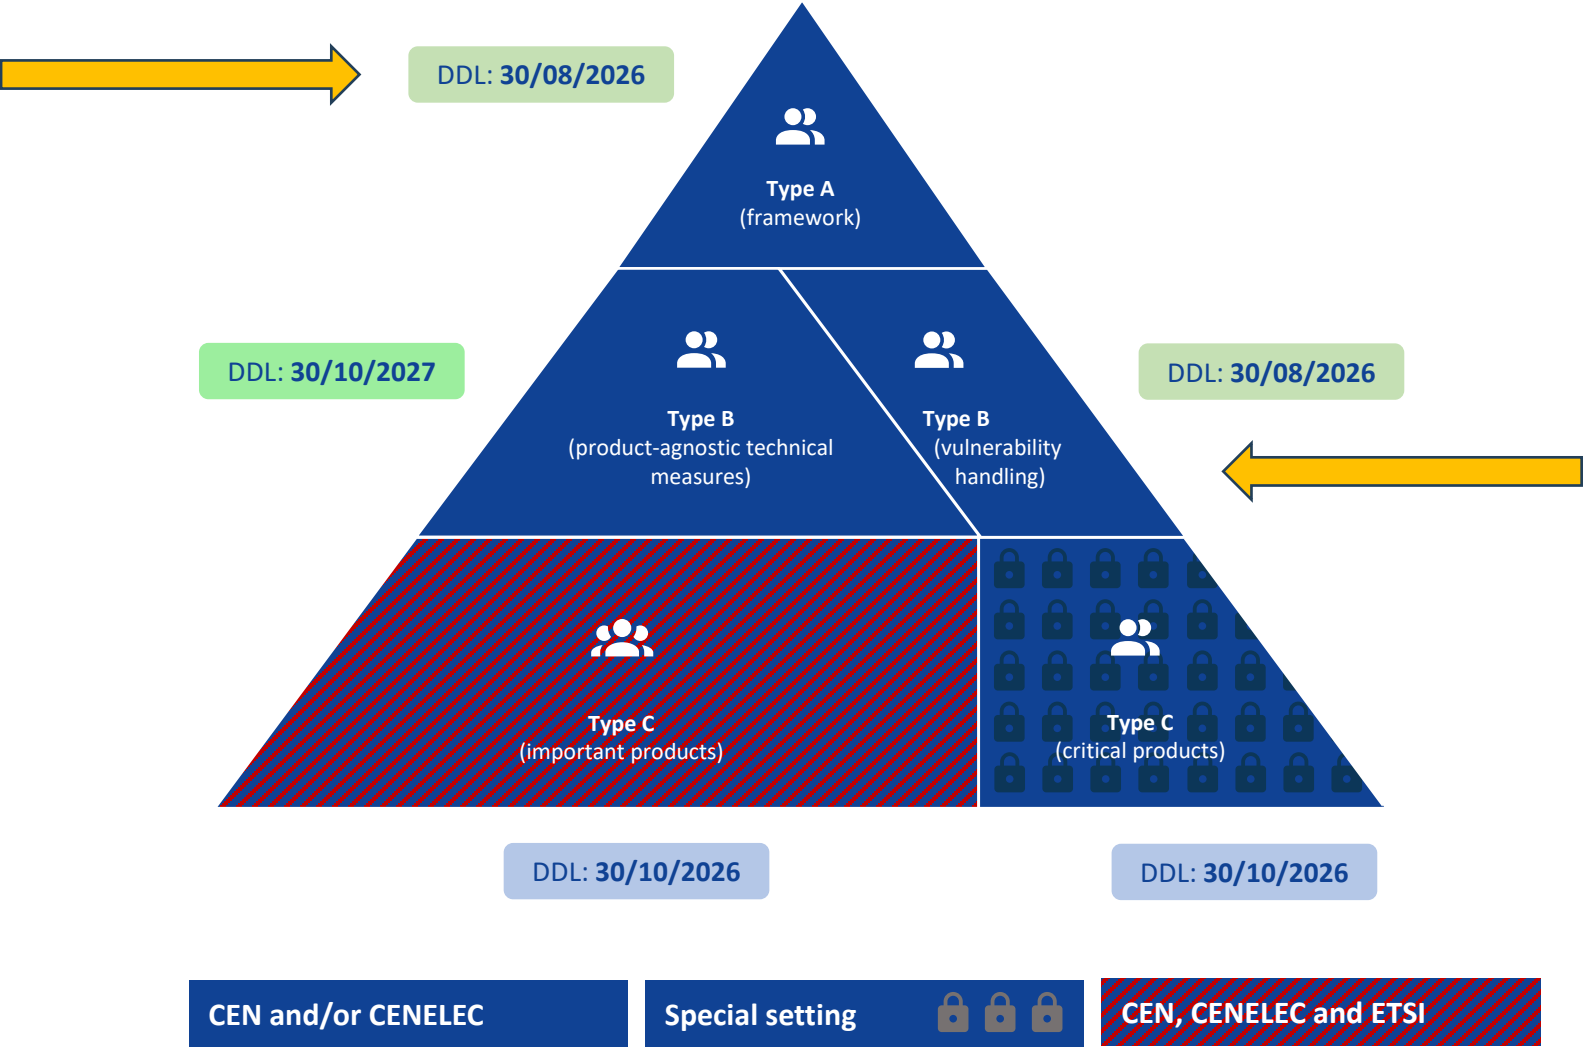 DDL: 30/08/2026
Type A
(framework)
DDL: 30/10/2027
Type B
(product-agnostic technical
measures)
Type B
(vulnerability
handling)
DDL: 30/08/2026
Type C
(important products)
Type C
(critical products)
DDL: 30/10/2026
DDL: 30/10/2026
CEN and/or CENELEC
Special setting
CEN, CENELEC and ETSI